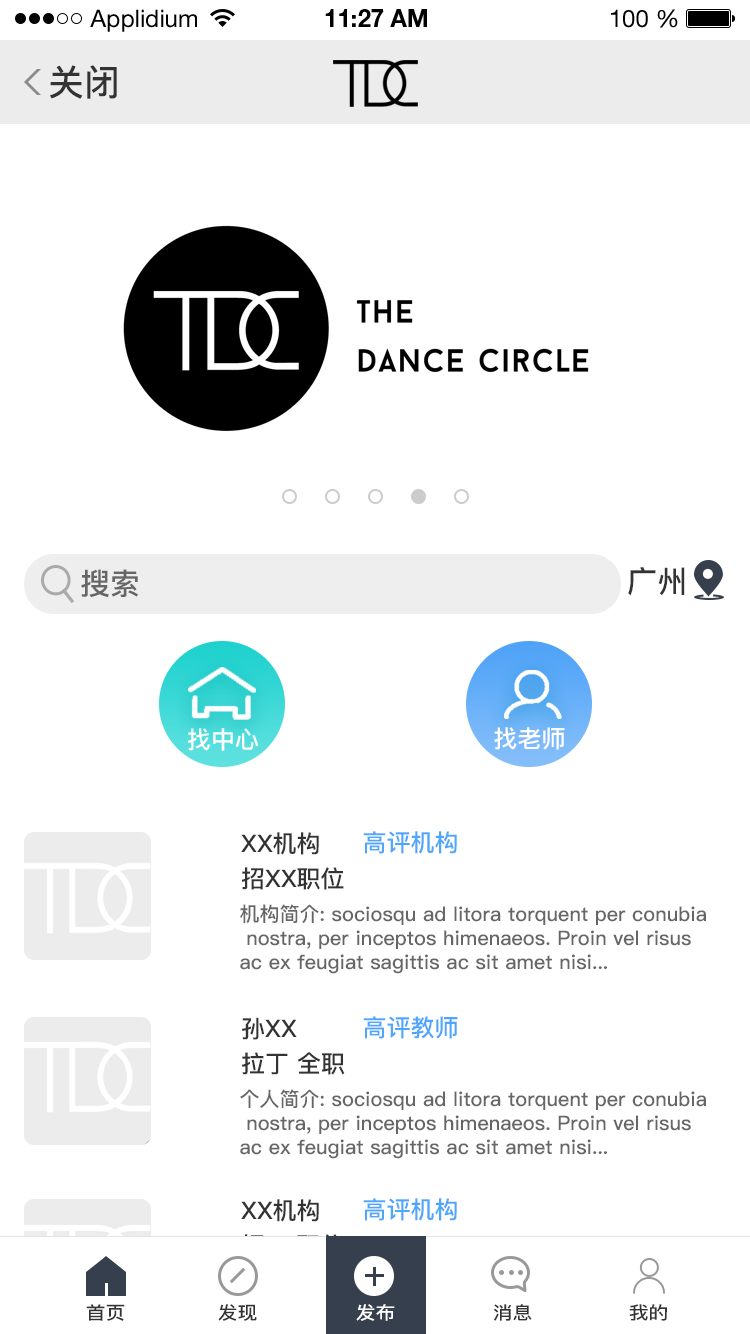 Applidium 11:27 AM 100 %
关闭 TDC
TDC
THE
DANCE CIRCLE
搜索 广州
找中心 找老师
TDC
XX机构 高评机构
招XX职位
机构简介: sociosqu ad litora torquent per conubia
nostra, per inceptos himenaeos. Proin vel risus
ac ex feugiat sagittis ac sit amet nisi...
TDC
孙XX 高评教师
拉丁 全职
个人简介: sociosqu ad litora torquent per conubia
nostra, per inceptos himenaeos. Proin vel risus
ac ex feugiat sagittis ac sit amet nisi...
XX机构 高评机构
首页 发现 发布 消息 我的